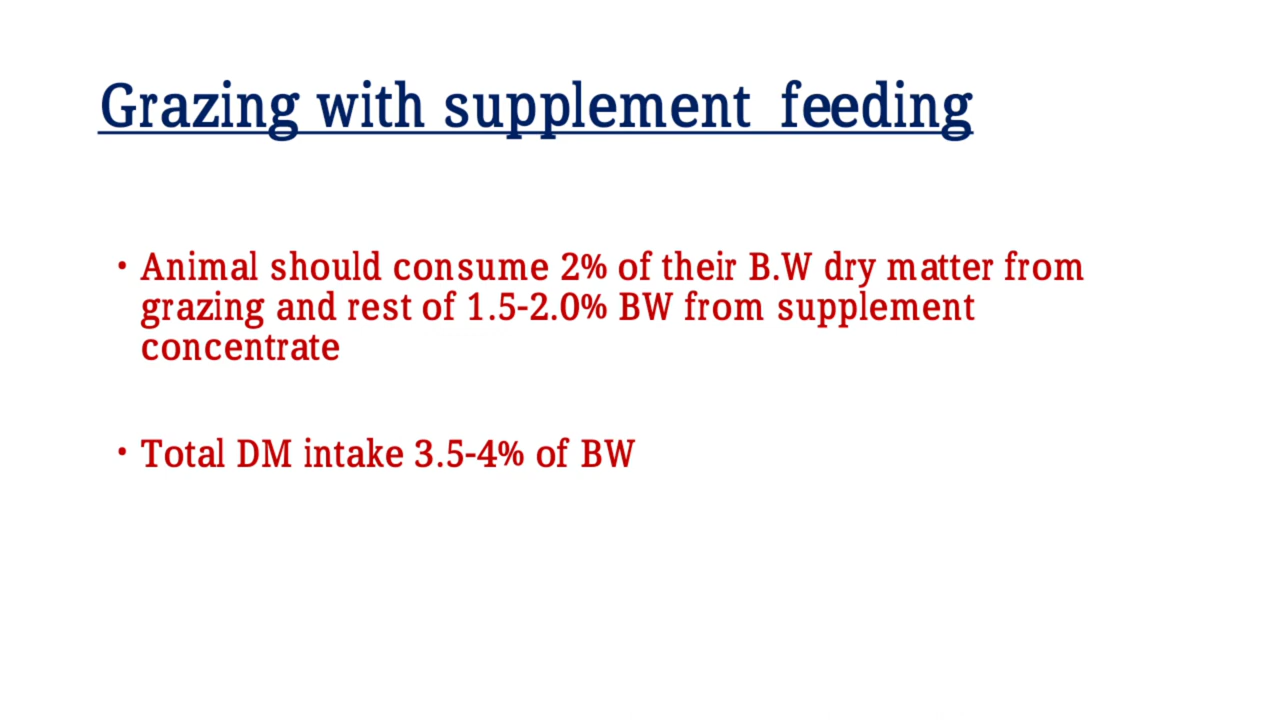 Grazing with supplement feeding
• Animal should consume 2% of their B.W dry matter from
grazing and rest of 1.5-2.0% BW from supplement
concentrate
• Total DM intake 3.5-4% of BW